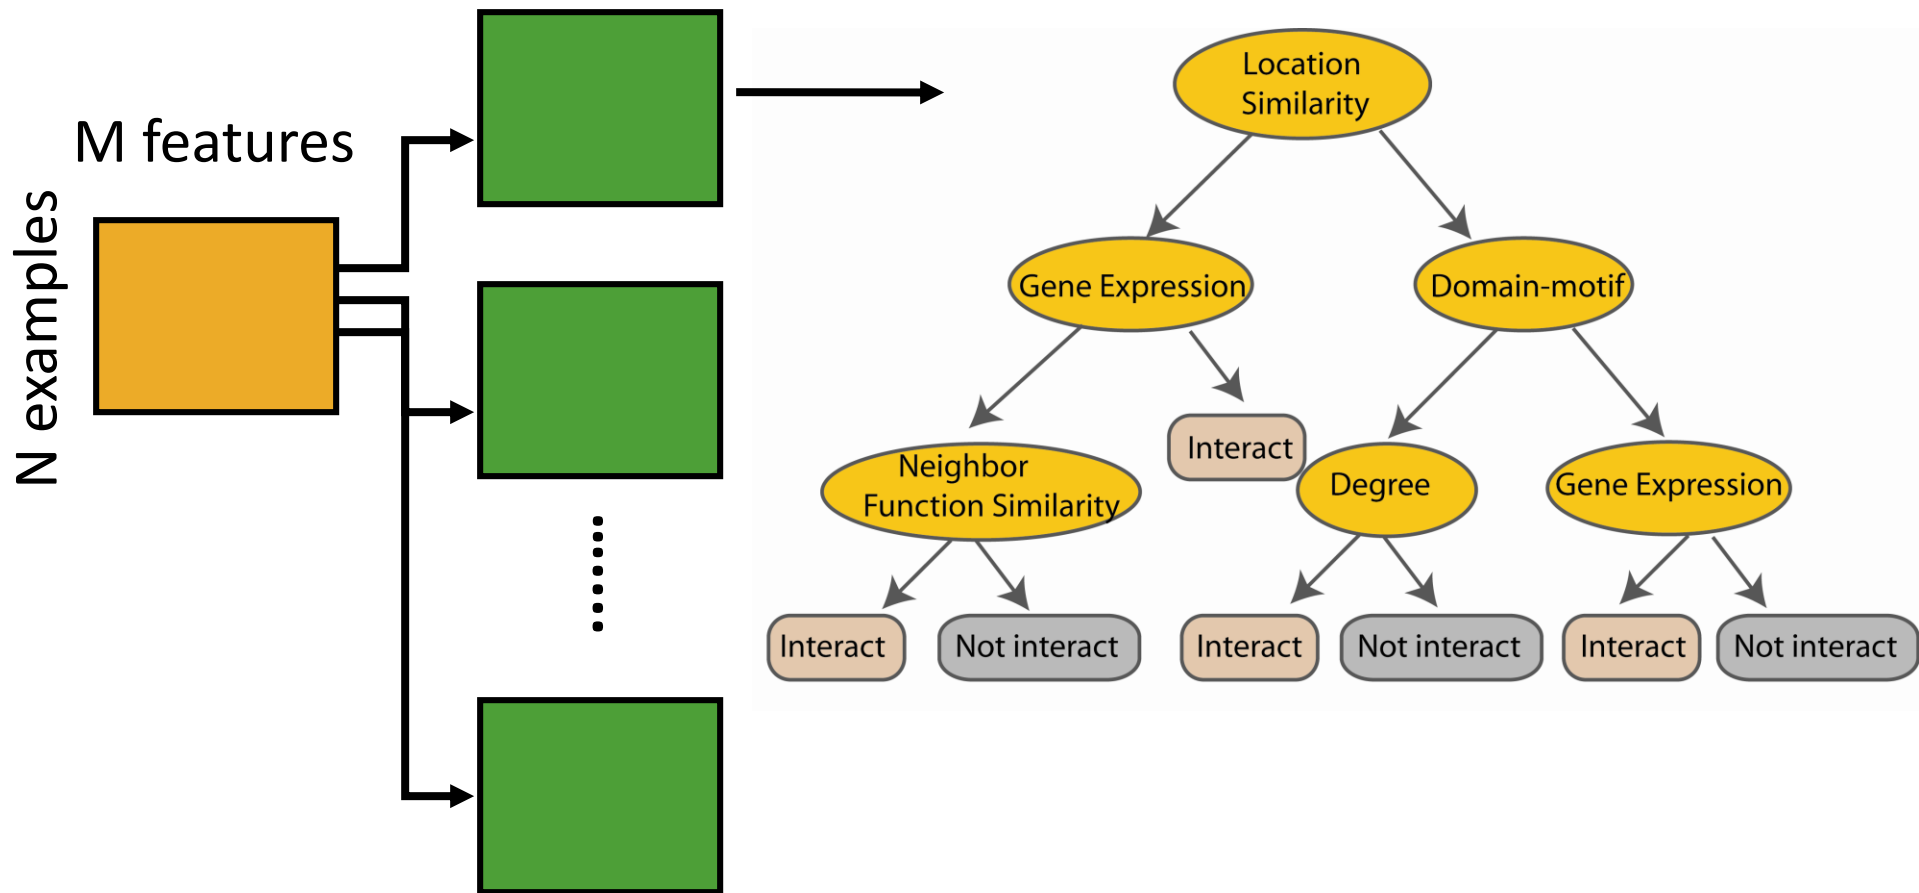 M features
N examples
Location
Similarity
Gene Expression
Domain-motif
Interact
Neighbor
Function Similarity
Degree
Gene Expression
Interact
Not interact
Interact
Not interact
Interact
Not interact